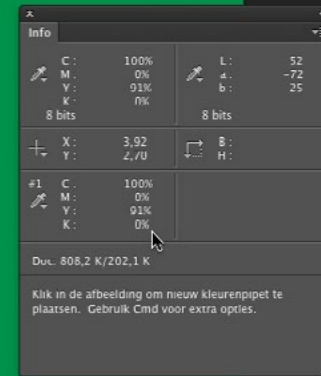 Info
C: 100% L: 52
M: 0% a: -72
Y: 91% b: 25
K: 0%
8 bits 8 bits
X: 3,92 B:
Y: 2,70 H:
#1 C: 100%
M: 0%
Y: 91%
K: 0%
Doc: 808,2 K/202,1 K
Klik in de afbeelding om nieuw kleurenpipet te
plaatsen. Gebruik Cmd voor extra opties.